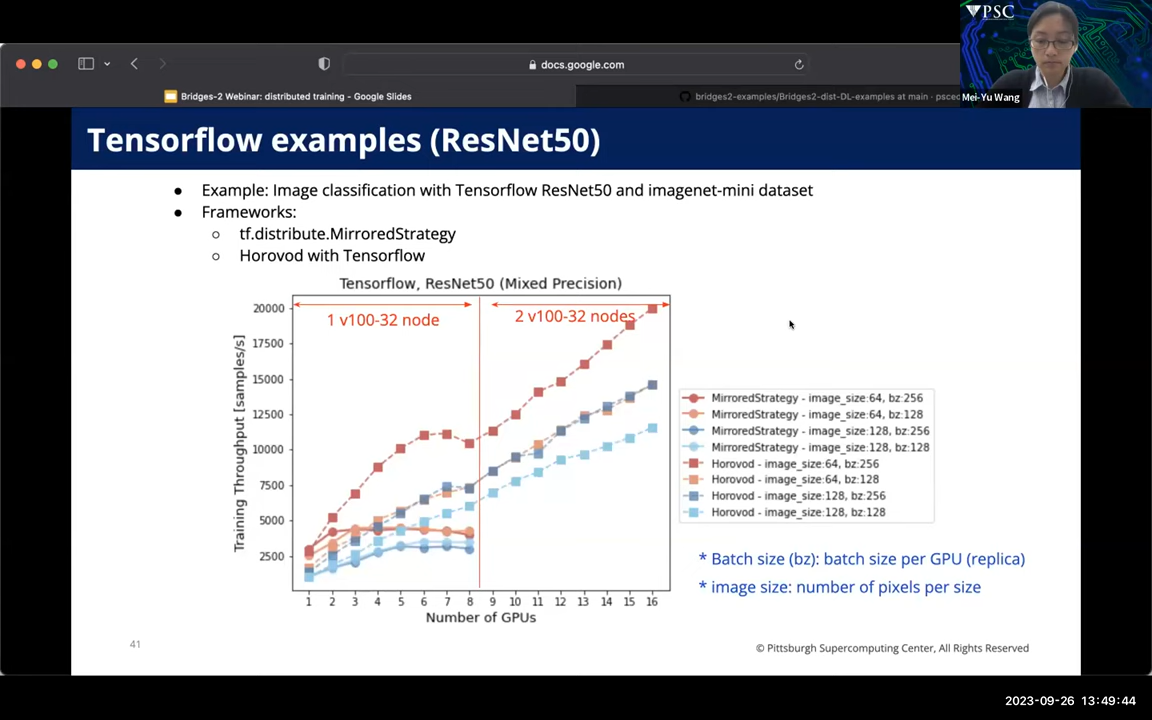 PSC
docs.google.com
Bridges-2 Webinar: distributed training - Google Slides
bridges2-examples/Bridges2-dist-DL-examples at main · psced
Mei-Yu Wang
Tensorflow examples (ResNet50)
● Example: Image classification with Tensorflow ResNet50 and imagenet-mini dataset
● Frameworks:
○ tf.distribute.MirroredStrategy
○ Horovod with Tensorflow
Tensorflow, ResNet50 (Mixed Precision)
1 v100-32 node
2 v100-32 nodes
Training Throughput [samples/s]
20000
17500
15000
12500
10000
7500
5000
2500
1 2 3 4 5 6 7 8 9 10 11 12 13 14 15 16
Number of GPUs
MirroredStrategy - image_size:64, bz:256
MirroredStrategy - image_size:64, bz:128
MirroredStrategy - image_size:128, bz:256
MirroredStrategy - image_size:128, bz:128
Horovod - image_size:64, bz:256
Horovod - image_size:64, bz:128
Horovod - image_size:128, bz:256
Horovod - image_size:128, bz:128
* Batch size (bz): batch size per GPU (replica)
* image size: number of pixels per size
41
© Pittsburgh Supercomputing Center, All Rights Reserved
2023-09-26 13:49:44